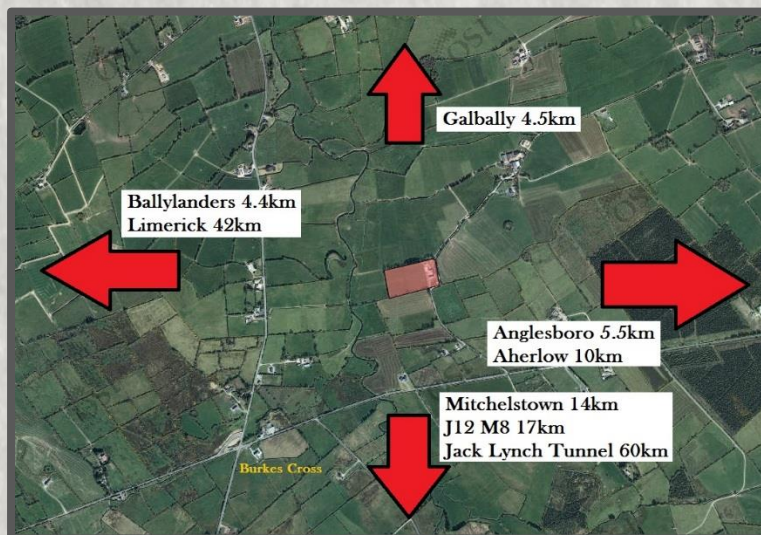 Galbally 4.5km
Ballylanders 4.4km
Limerick 42km
Anglesboro 5.5km
Aherlow 10km
Mitchelstown 14km
J12 M8 17km
Jack Lynch Tunnel 60km
Burkes Cross